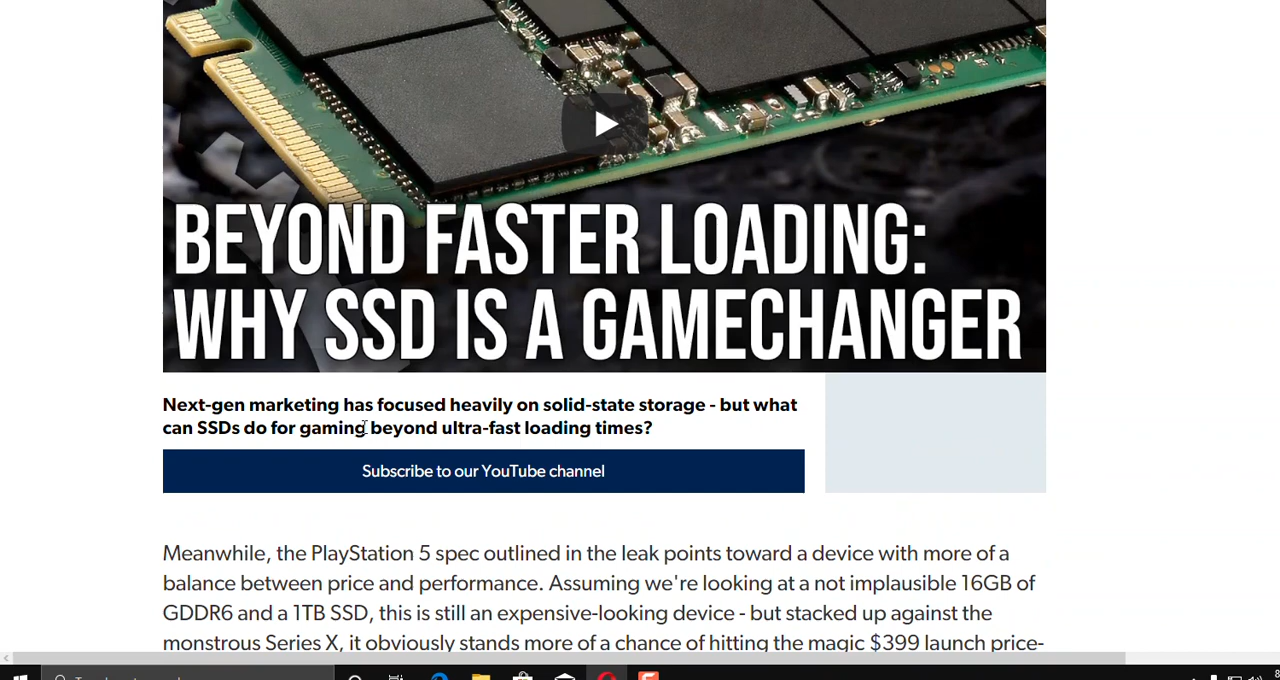 BEYOND FASTER LOADING:
WHY SSD IS A GAMECHANGER
Next-gen marketing has focused heavily on solid-state storage - but what
can SSDs do for gaming beyond ultra-fast loading times?
Subscribe to our YouTube channel
Meanwhile, the PlayStation 5 spec outlined in the leak points toward a device with more of a
balance between price and performance. Assuming we're looking at a not implausible 16GB of
GDDR6 and a 1TB SSD, this is still an expensive-looking device - but stacked up against the
monstrous Series X, it obviously stands more of a chance of hitting the magic $399 launch price-